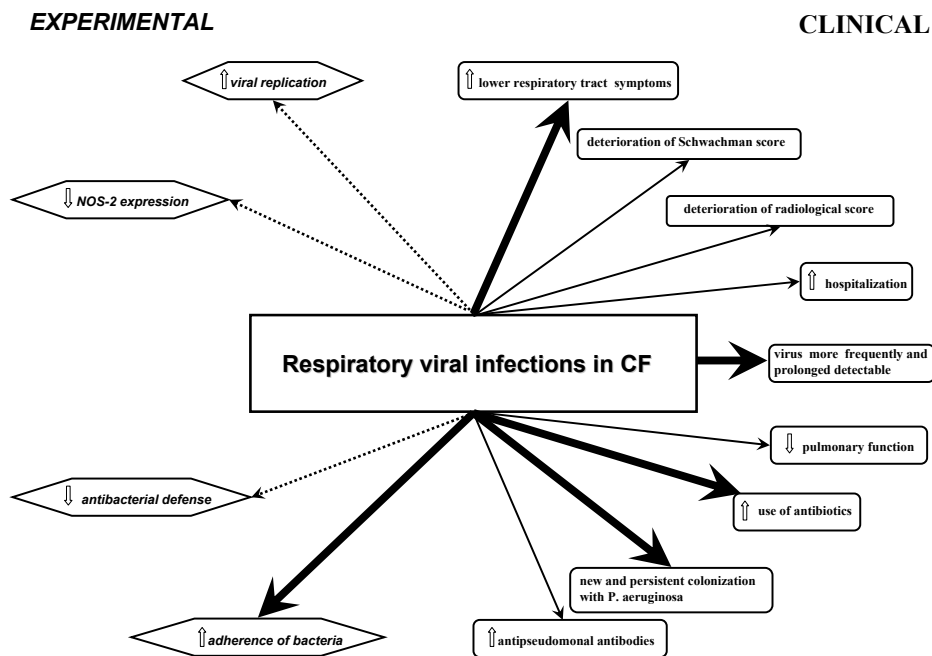 EXPERIMENTAL
CLINICAL
⇧ viral replication
⇧ lower respiratory tract symptoms
deterioration of Schwachman score
⇩ NOS-2 expression
deterioration of radiological score
⇧ hospitalization
Respiratory viral infections in CF
virus more frequently and
prolonged detectable
⇩ pulmonary function
⇩ antibacterial defense
⇧ use of antibiotics
new and persistent colonization
with P. aeruginosa
⇧ adherence of bacteria
⇧ antipseudomonal antibodies